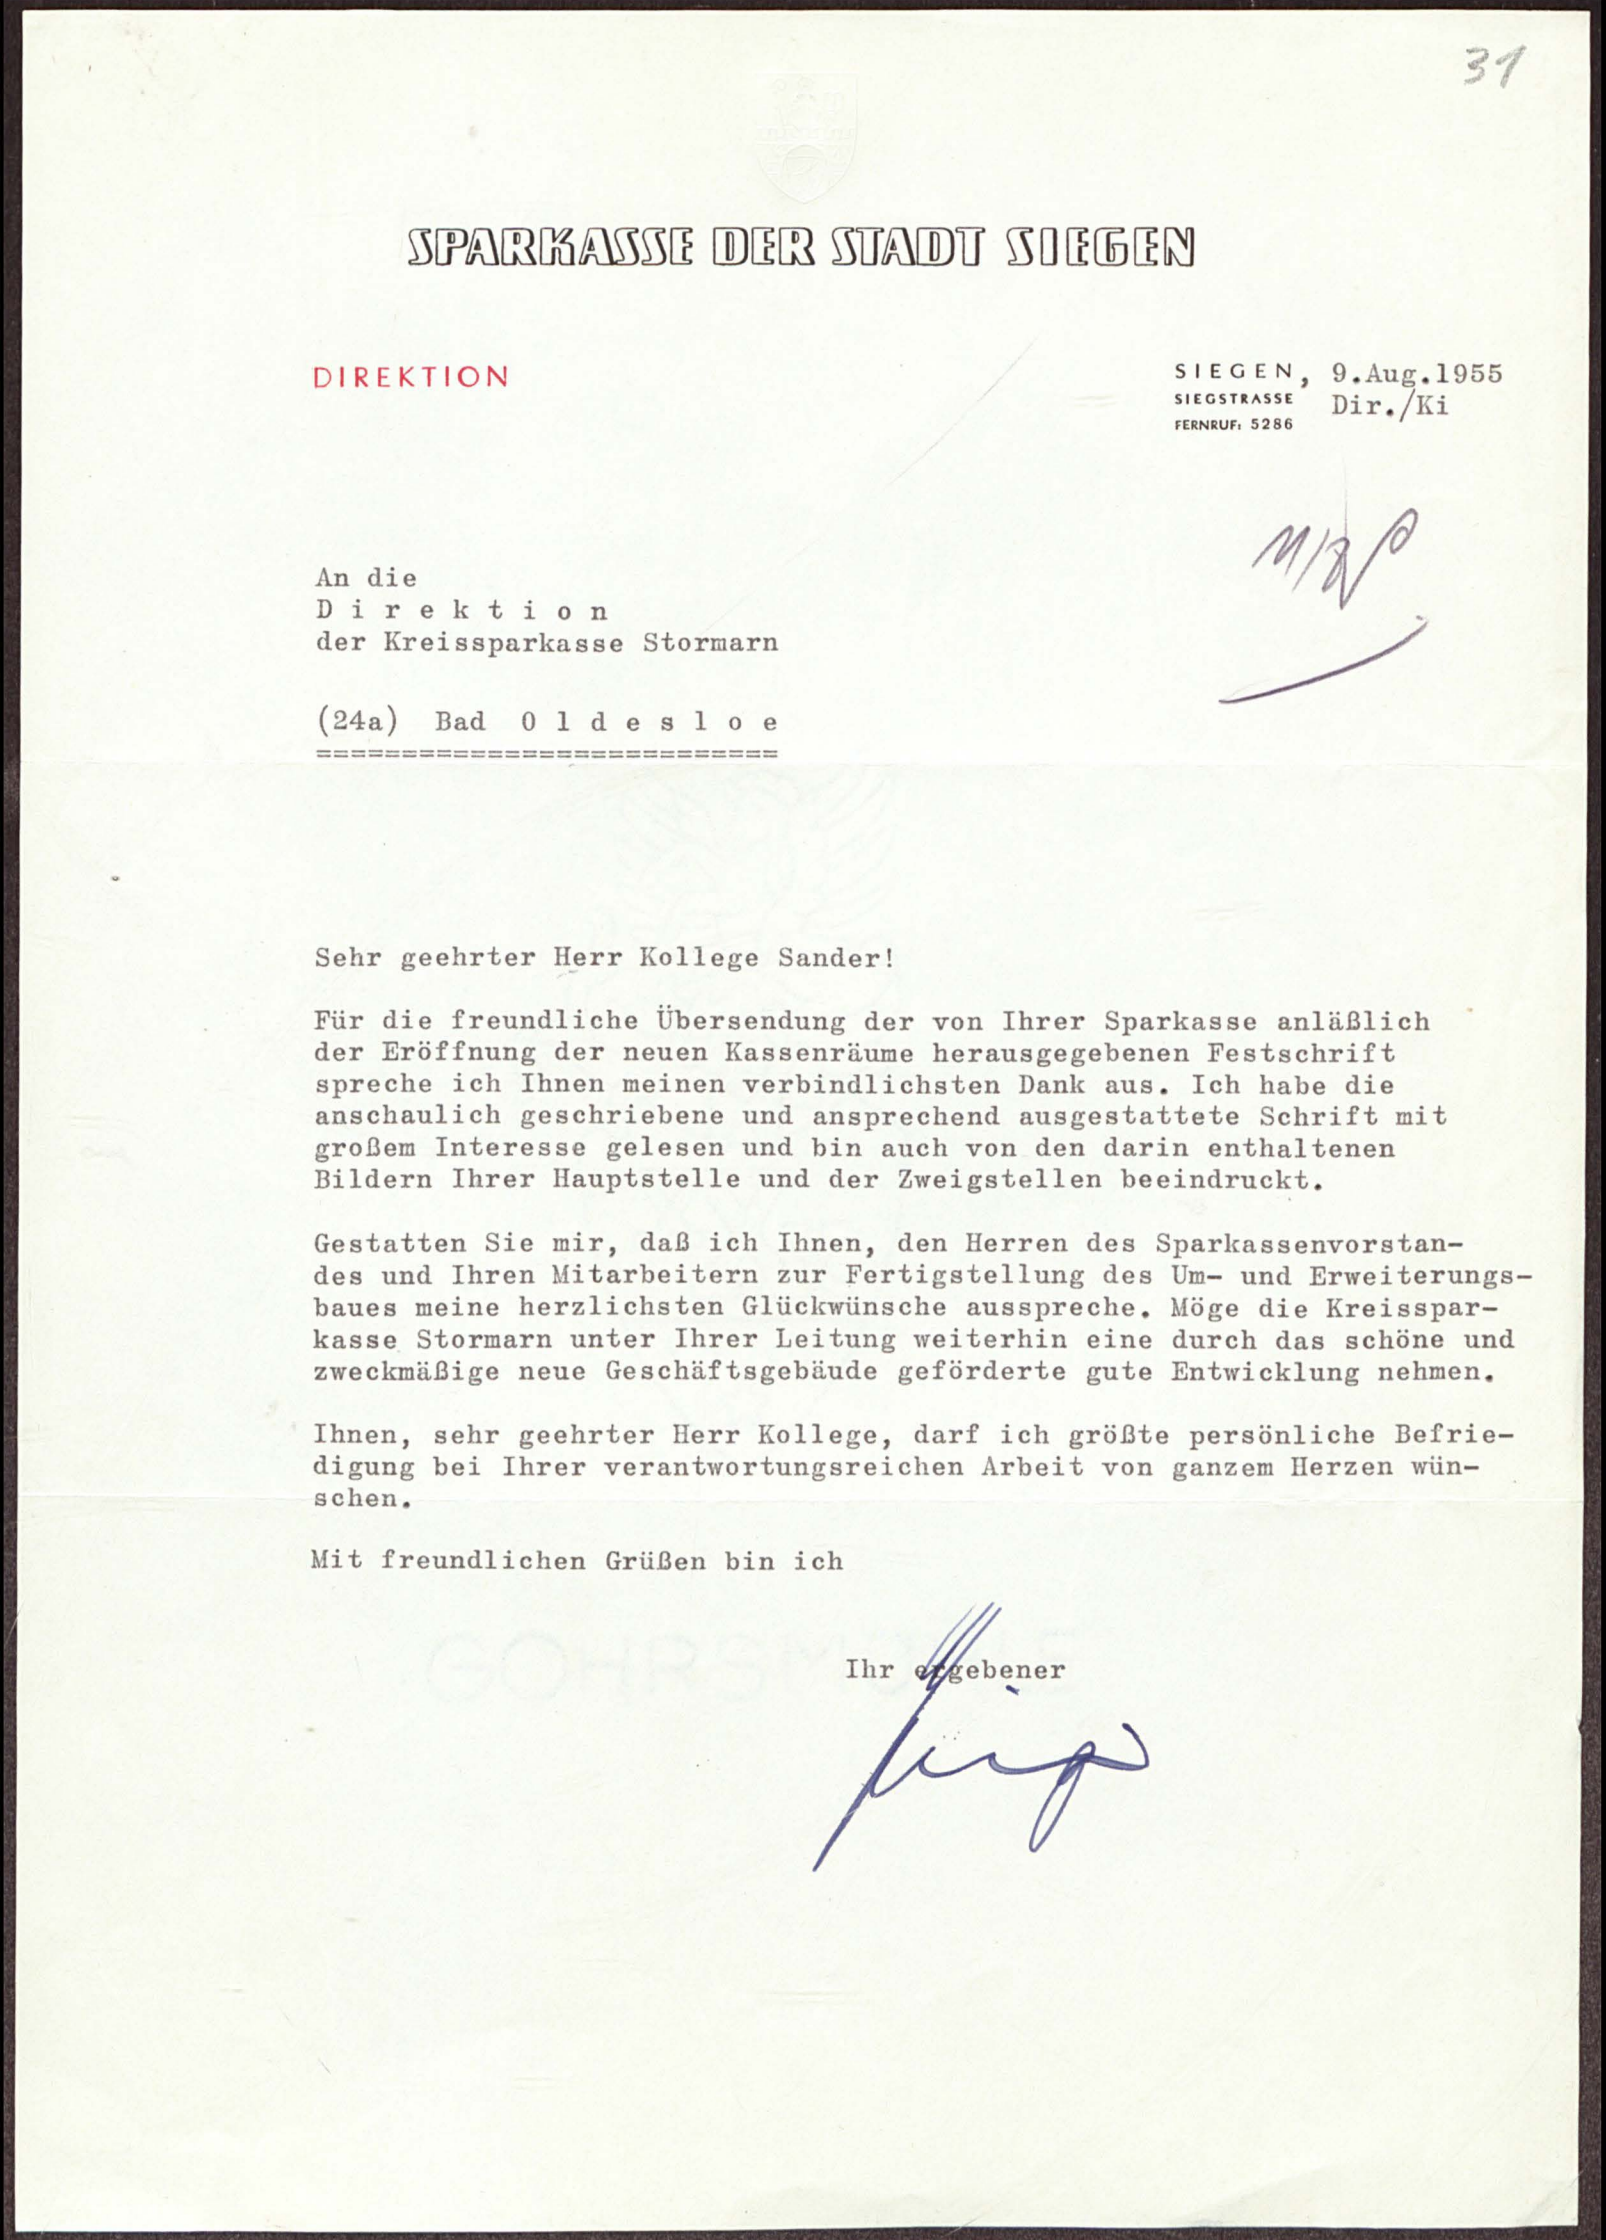 31
SPARKASSE DER STADT SIEGEN
DIREKTION
SIEGEN, 9.Aug.1955
SIEGSTRASSE Dir./Ki
FERNRUF: 5286
An die
D i r e k t i o n
der Kreissparkasse Stormarn
(24a) Bad O l d e s l o e
===========================
Sehr geehrter Herr Kollege Sander!
Für die freundliche Übersendung der von Ihrer Sparkasse anläßlich
der Eröffnung der neuen Kassenräume herausgegebenen Festschrift
spreche ich Ihnen meinen verbindlichsten Dank aus. Ich habe die
anschaulich geschriebene und ansprechend ausgestattete Schrift mit
großem Interesse gelesen und bin auch von den darin enthaltenen
Bildern Ihrer Hauptstelle und der Zweigstellen beeindruckt.
Gestatten Sie mir, daß ich Ihnen, den Herren des Sparkassenvorstan-
des und Ihren Mitarbeitern zur Fertigstellung des Um- und Erweiterungs-
baues meine herzlichsten Glückwünsche ausspreche. Möge die Kreisspar-
kasse Stormarn unter Ihrer Leitung weiterhin eine durch das schöne und
zweckmäßige neue Geschäftsgebäude geförderte gute Entwicklung nehmen.
Ihnen, sehr geehrter Herr Kollege, darf ich größte persönliche Befrie-
digung bei Ihrer verantwortungsreichen Arbeit von ganzem Herzen wün-
schen.
Mit freundlichen Grüßen bin ich
Ihr ergebener